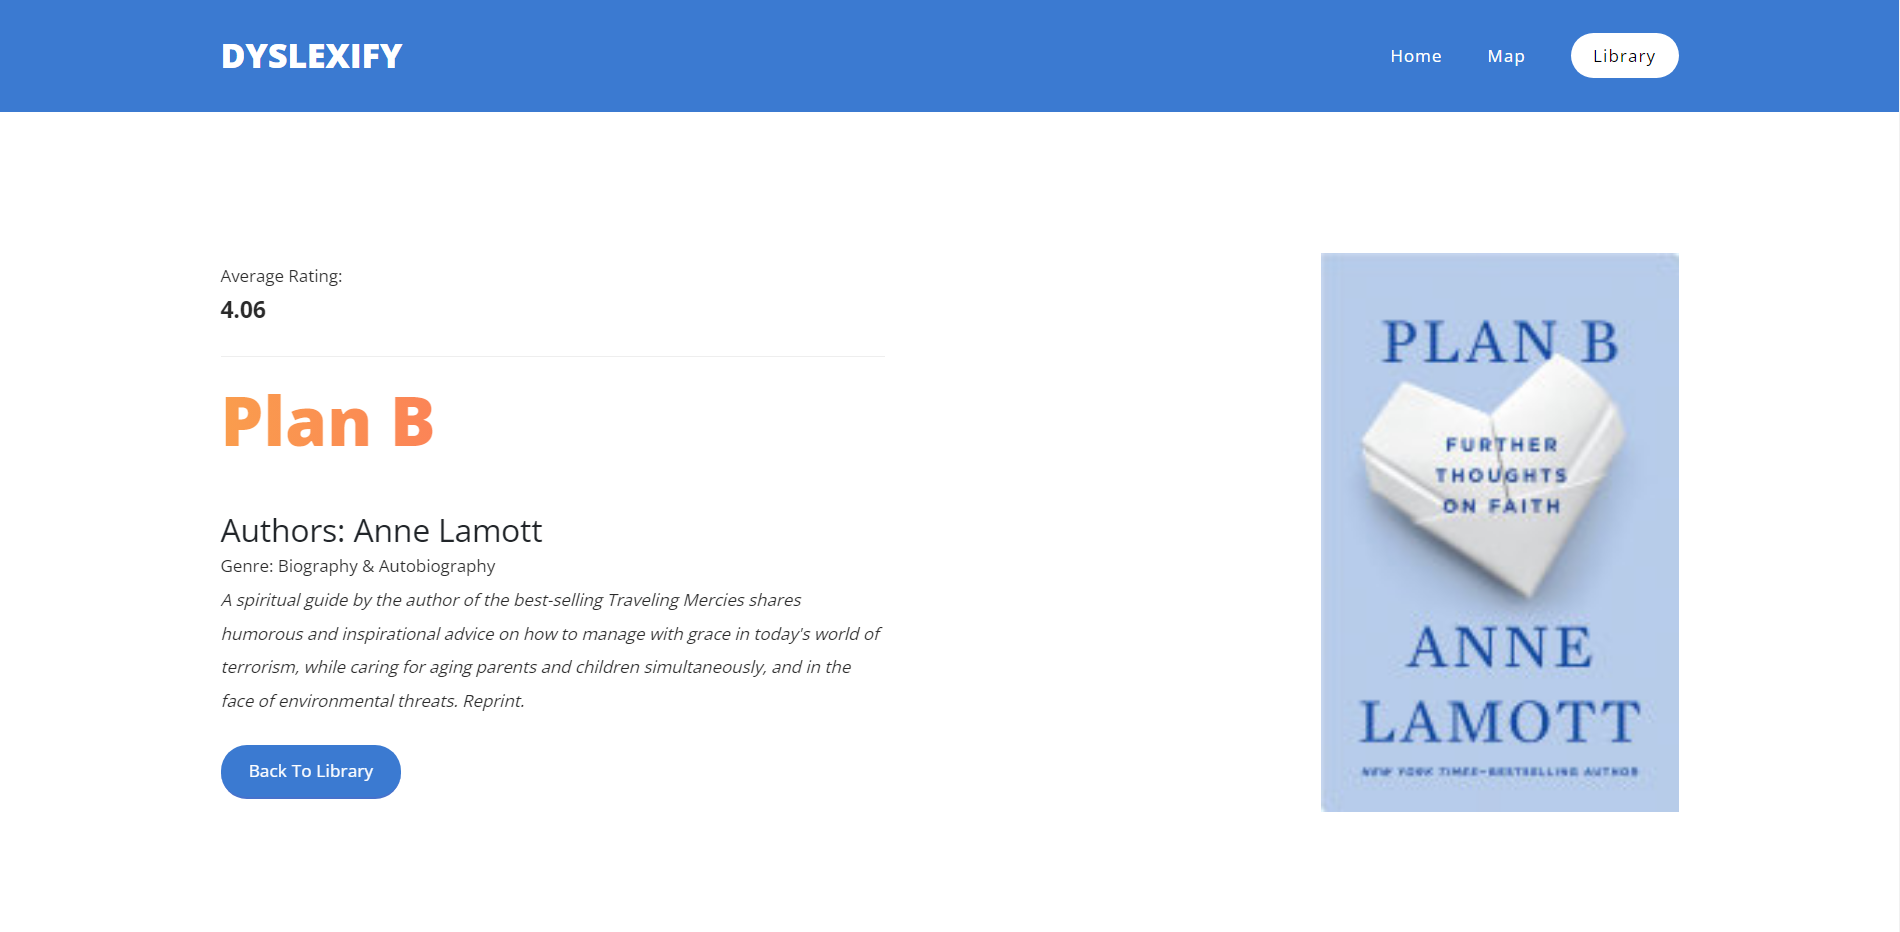 DYSLEXIFY
Home
Map
Library
Average Rating:
4.06
Plan B
Authors: Anne Lamott
Genre: Biography & Autobiography
A spiritual guide by the author of the best-selling Traveling Mercies shares
humorous and inspirational advice on how to manage with grace in today's world of
terrorism, while caring for aging parents and children simultaneously, and in the
face of environmental threats. Reprint.
Back To Library
PLAN B
FURTHER
THOUGHTS
ON FAITH
ANNE
LAMOTT
NEW YORK TIMES–BESTSELLING AUTHOR